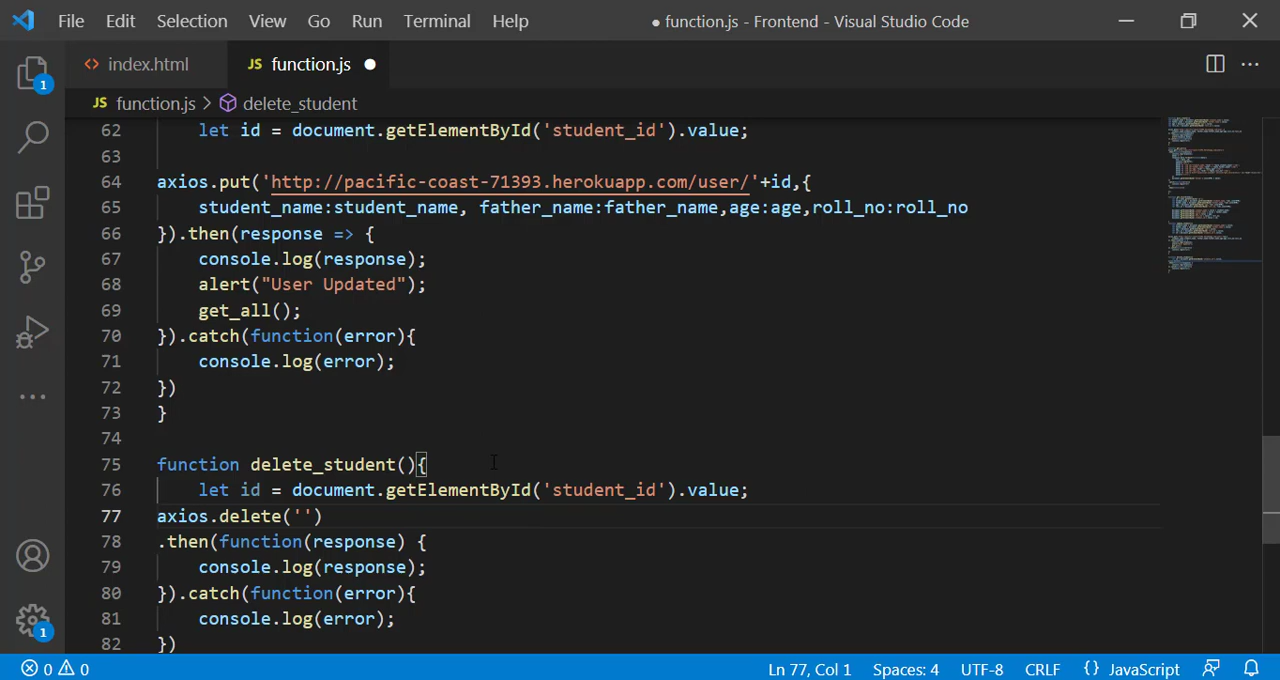 File Edit Selection View Go Run Terminal Help ● function.js - Frontend - Visual Studio Code
<> index.html JS function.js ●
1
JS function.js > delete_student
62 let id = document.getElementById('student_id').value;
63
64 axios.put('http://pacific-coast-71393.herokuapp.com/user/'+id,{
65 student_name:student_name, father_name:father_name,age:age,roll_no:roll_no
66 }).then(response => {
67 console.log(response);
68 alert("User Updated");
69 get_all();
70 }).catch(function(error){
71 console.log(error);
72 })
73 }
74
75 function delete_student(){
76 let id = document.getElementById('student_id').value;
77 axios.delete('')
78 .then(function(response) {
79 console.log(response);
80 }).catch(function(error){
81 console.log(error);
82 })
1
0 0 Ln 77, Col 1 Spaces: 4 UTF-8 CRLF {} JavaScript